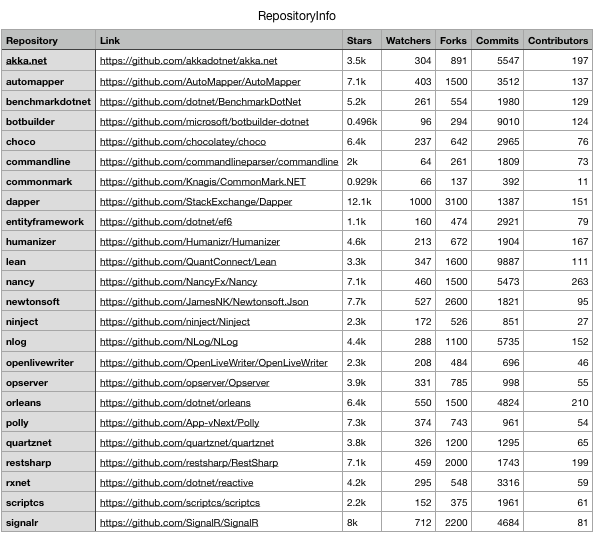 RepositoryInfo
Repository Link Stars Watchers Forks Commits Contributors
akka.net https://github.com/akkadotnet/akka.net 3.5k 304 891 5547 197
automapper https://github.com/AutoMapper/AutoMapper 7.1k 403 1500 3512 137
benchmarkdotnet https://github.com/dotnet/BenchmarkDotNet 5.2k 261 554 1980 129
botbuilder https://github.com/microsoft/botbuilder-dotnet 0.496k 96 294 9010 124
choco https://github.com/chocolatey/choco 6.4k 237 642 2965 76
commandline https://github.com/commandlineparser/commandline 2k 64 261 1809 73
commonmark https://github.com/Knagis/CommonMark.NET 0.929k 66 137 392 11
dapper https://github.com/StackExchange/Dapper 12.1k 1000 3100 1387 151
entityframework https://github.com/dotnet/ef6 1.1k 160 474 2921 79
humanizer https://github.com/Humanizr/Humanizer 4.6k 213 672 1904 167
lean https://github.com/QuantConnect/Lean 3.3k 347 1600 9887 111
nancy https://github.com/NancyFx/Nancy 7.1k 460 1500 5473 263
newtonsoft https://github.com/JamesNK/Newtonsoft.Json 7.7k 527 2600 1821 95
ninject https://github.com/ninject/Ninject 2.3k 172 526 851 27
nlog https://github.com/NLog/NLog 4.4k 288 1100 5735 152
openlivewriter https://github.com/OpenLiveWriter/OpenLiveWriter 2.3k 208 484 696 46
opserver https://github.com/opserver/Opserver 3.9k 331 785 998 55
orleans https://github.com/dotnet/orleans 6.4k 550 1500 4824 210
polly https://github.com/App-vNext/Polly 7.3k 374 743 961 54
quartznet https://github.com/quartznet/quartznet 3.8k 326 1200 1295 65
restsharp https://github.com/restsharp/RestSharp 7.1k 459 2000 1743 199
rxnet https://github.com/dotnet/reactive 4.2k 295 548 3316 59
scriptcs https://github.com/scriptcs/scriptcs 2.2k 152 375 1961 61
signalr https://github.com/SignalR/SignalR 8k 712 2200 4684 81